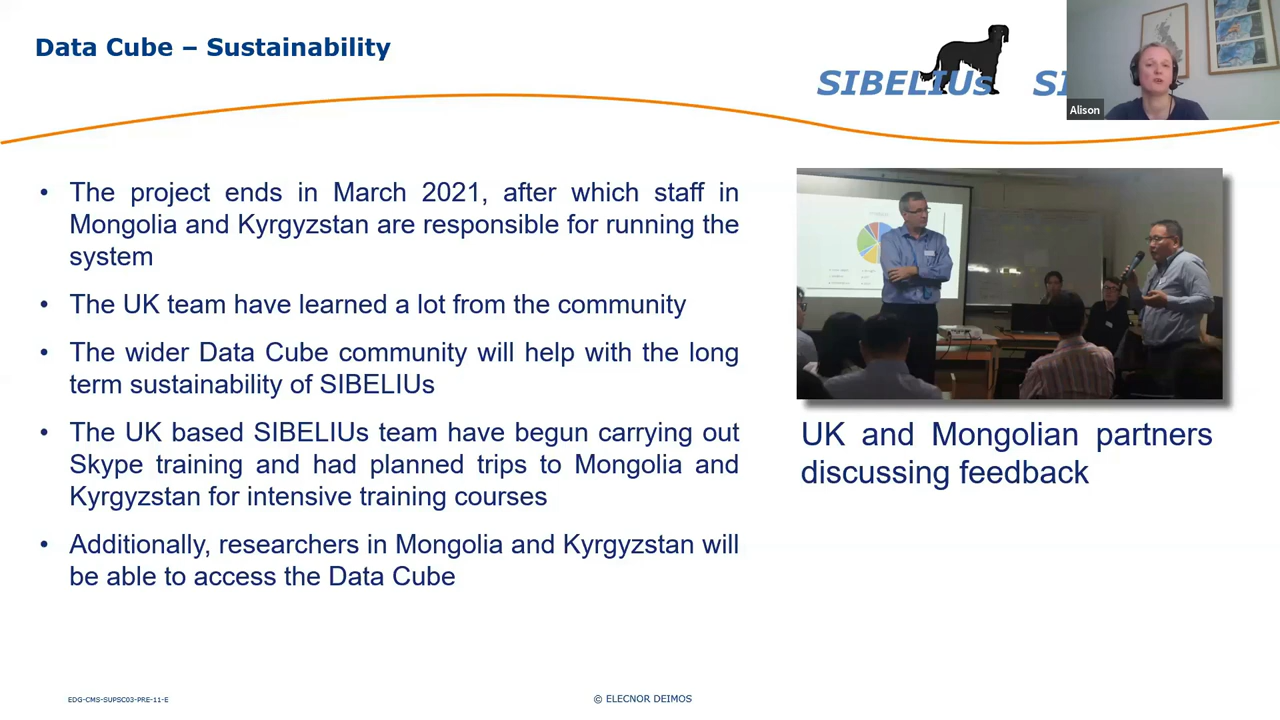 Data Cube – Sustainability
SIBELIUs
SI
Alison
• The project ends in March 2021, after which staff in
Mongolia and Kyrgyzstan are responsible for running the
system
• The UK team have learned a lot from the community
• The wider Data Cube community will help with the long
term sustainability of SIBELIUs
• The UK based SIBELIUs team have begun carrying out
Skype training and had planned trips to Mongolia and
Kyrgyzstan for intensive training courses
• Additionally, researchers in Mongolia and Kyrgyzstan will
be able to access the Data Cube
UK and Mongolian partners
discussing feedback
EDG-CMS-SUPSC03-PRE-11-E
© ELECNOR DEIMOS